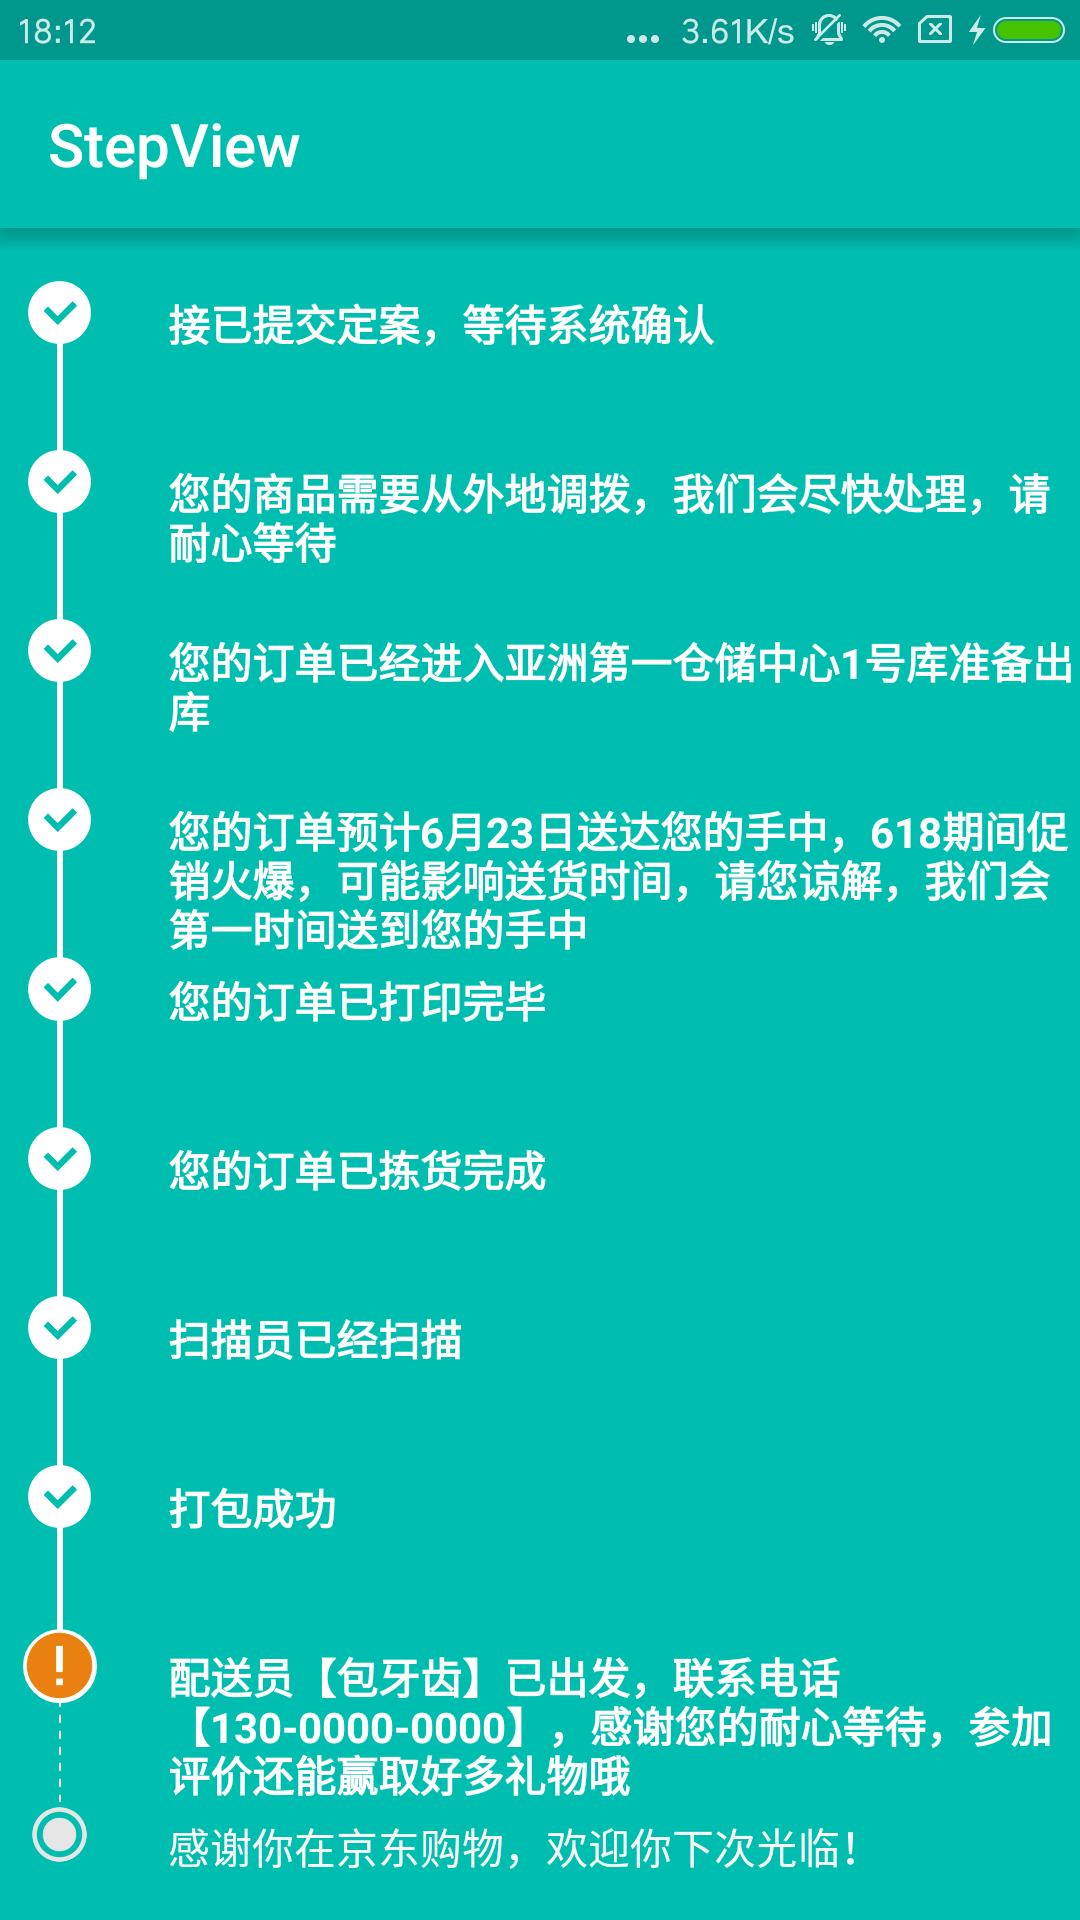 18:12
... 3.61K/s
StepView
接已提交定案，等待系统确认
您的商品需要从外地调拨，我们会尽快处理，请
耐心等待
您的订单已经进入亚洲第一仓储中心1号库准备出
库
您的订单预计6月23日送达您的手中，618期间促
销火爆，可能影响送货时间，请您谅解，我们会
第一时间送到您的手中
您的订单已打印完毕
您的订单已拣货完成
扫描员已经扫描
打包成功
配送员【包牙齿】已出发，联系电话
【130-0000-0000】，感谢您的耐心等待，参加
评价还能赢取好多礼物哦
感谢你在京东购物，欢迎你下次光临！